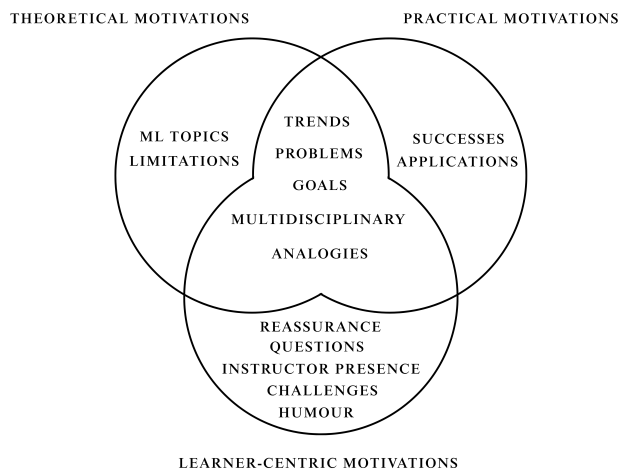 THEORETICAL MOTIVATIONS
PRACTICAL MOTIVATIONS
ML TOPICS
LIMITATIONS
TRENDS
PROBLEMS
GOALS
MULTIDISCIPLINARY
ANALOGIES
SUCCESSES
APPLICATIONS
REASSURANCE
QUESTIONS
INSTRUCTOR PRESENCE
CHALLENGES
HUMOUR
LEARNER-CENTRIC MOTIVATIONS